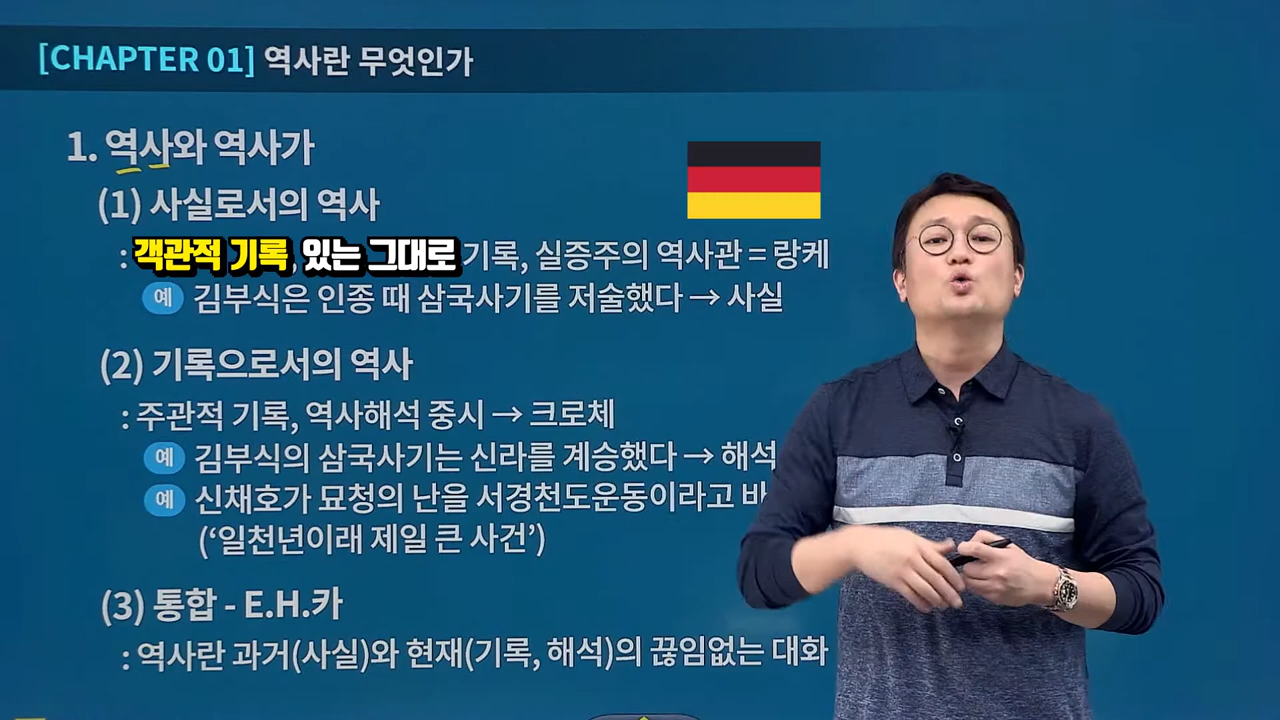 [CHAPTER 01] 역사란 무엇인가
1. 역사와 역사가
(1) 사실로서의 역사
: 객관적 기록, 있는 그대로 기록, 실증주의 역사관 = 랑케
예 김부식은 인종 때 삼국사기를 저술했다 → 사실
(2) 기록으로서의 역사
: 주관적 기록, 역사해석 중시 → 크로체
예 김부식의 삼국사기는 신라를 계승했다 → 해석
예 신채호가 묘청의 난을 서경천도운동이라고 바
(‘일천년이래 제일 큰 사건’)
(3) 통합 - E.H.카
: 역사란 과거(사실)와 현재(기록, 해석)의 끊임없는 대화